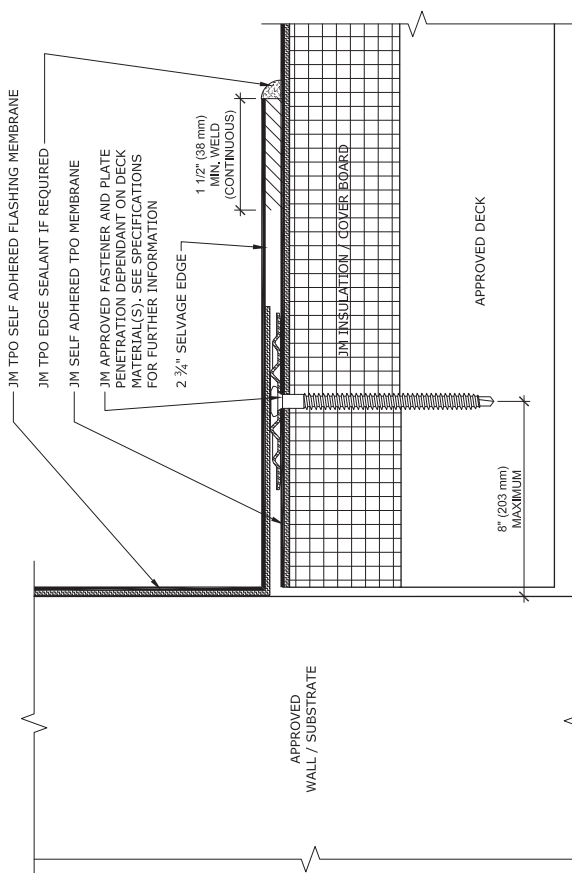 JM TPO SELF ADHERED FLASHING MEMBRANE
JM TPO EDGE SEALANT IF REQUIRED
JM SELF ADHERED TPO MEMBRANE
JM APPROVED FASTENER AND PLATE
PENETRATION DEPENDANT ON DECK
MATERIAL(S). SEE SPECIFICATIONS
FOR FURTHER INFORMATION
2 ¾" SELVAGE EDGE
1 1/2" (38 mm)
MIN. WELD
(CONTINUOUS)
JM INSULATION / COVER BOARD
APPROVED DECK
8" (203 mm)
MAXIMUM
APPROVED
WALL / SUBSTRATE